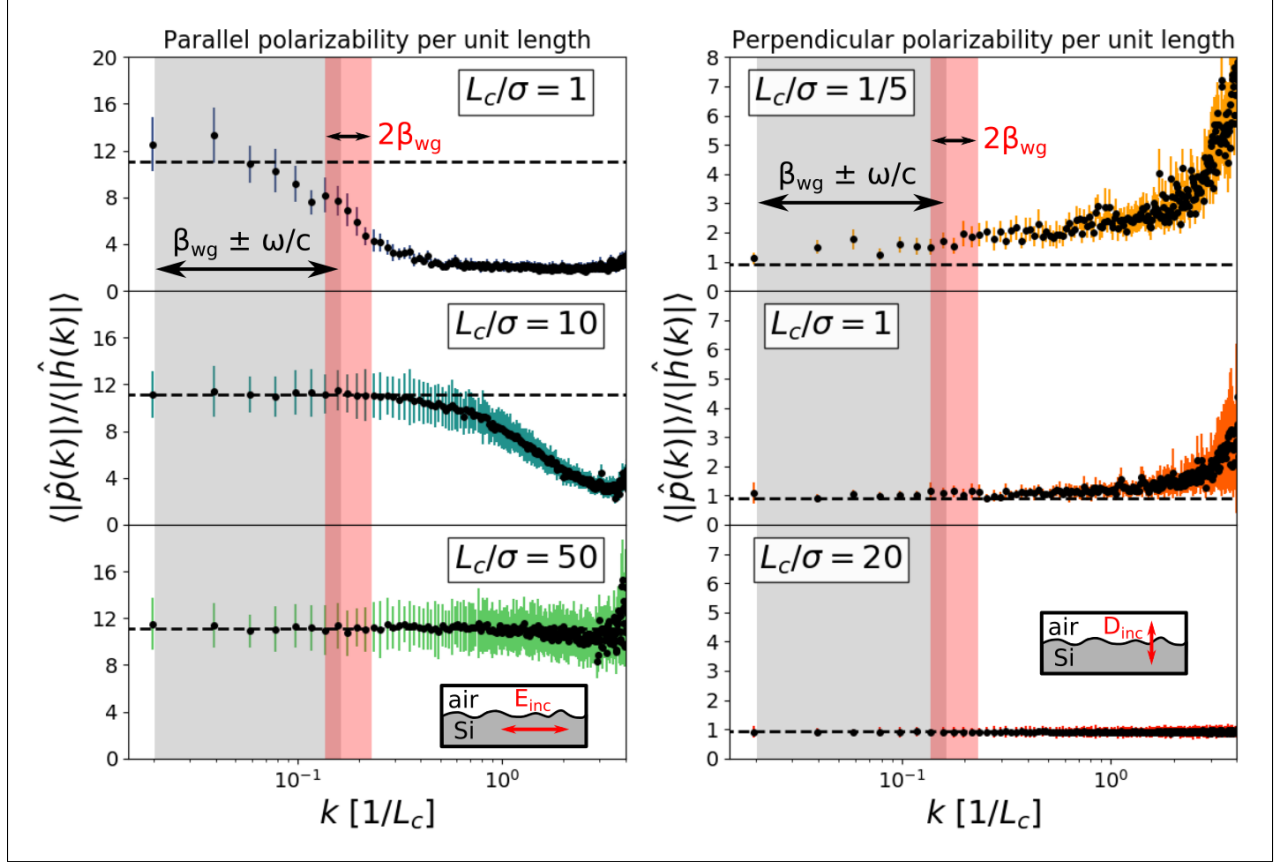 Parallel polarizability per unit length
20
16
12
8
4
0
L_c/σ = 1
2β_wg
β_wg ± ω/c
16
12
8
4
0
L_c/σ = 10
16
12
8
4
0
L_c/σ = 50
air
Si
E_inc
⟨|p̂(k)|⟩/⟨|ĥ(k)|⟩
10⁻¹
10⁰
k [1/L_c]
Perpendicular polarizability per unit length
8
7
6
5
4
3
2
1
0
L_c/σ = 1/5
2β_wg
β_wg ± ω/c
7
6
5
4
3
2
1
0
L_c/σ = 1
7
6
5
4
3
2
1
0
L_c/σ = 20
air
Si
D_inc
⟨|p̂(k)|⟩/⟨|ĥ(k)|⟩
10⁻¹
10⁰
k [1/L_c]